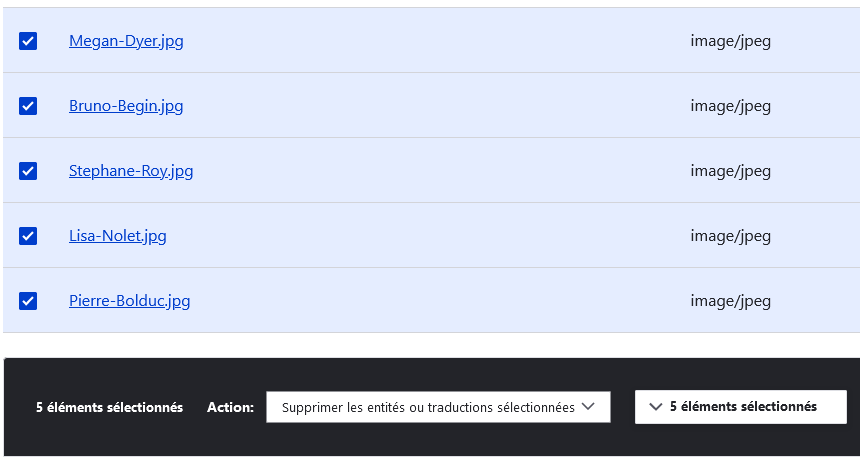 Megan-Dyer.jpg image/jpeg
Bruno-Begin.jpg image/jpeg
Stephane-Roy.jpg image/jpeg
Lisa-Nolet.jpg image/jpeg
Pierre-Bolduc.jpg image/jpeg
5 éléments sélectionnés Action: Supprimer les entités ou traductions sélectionnées 5 éléments sélectionnés